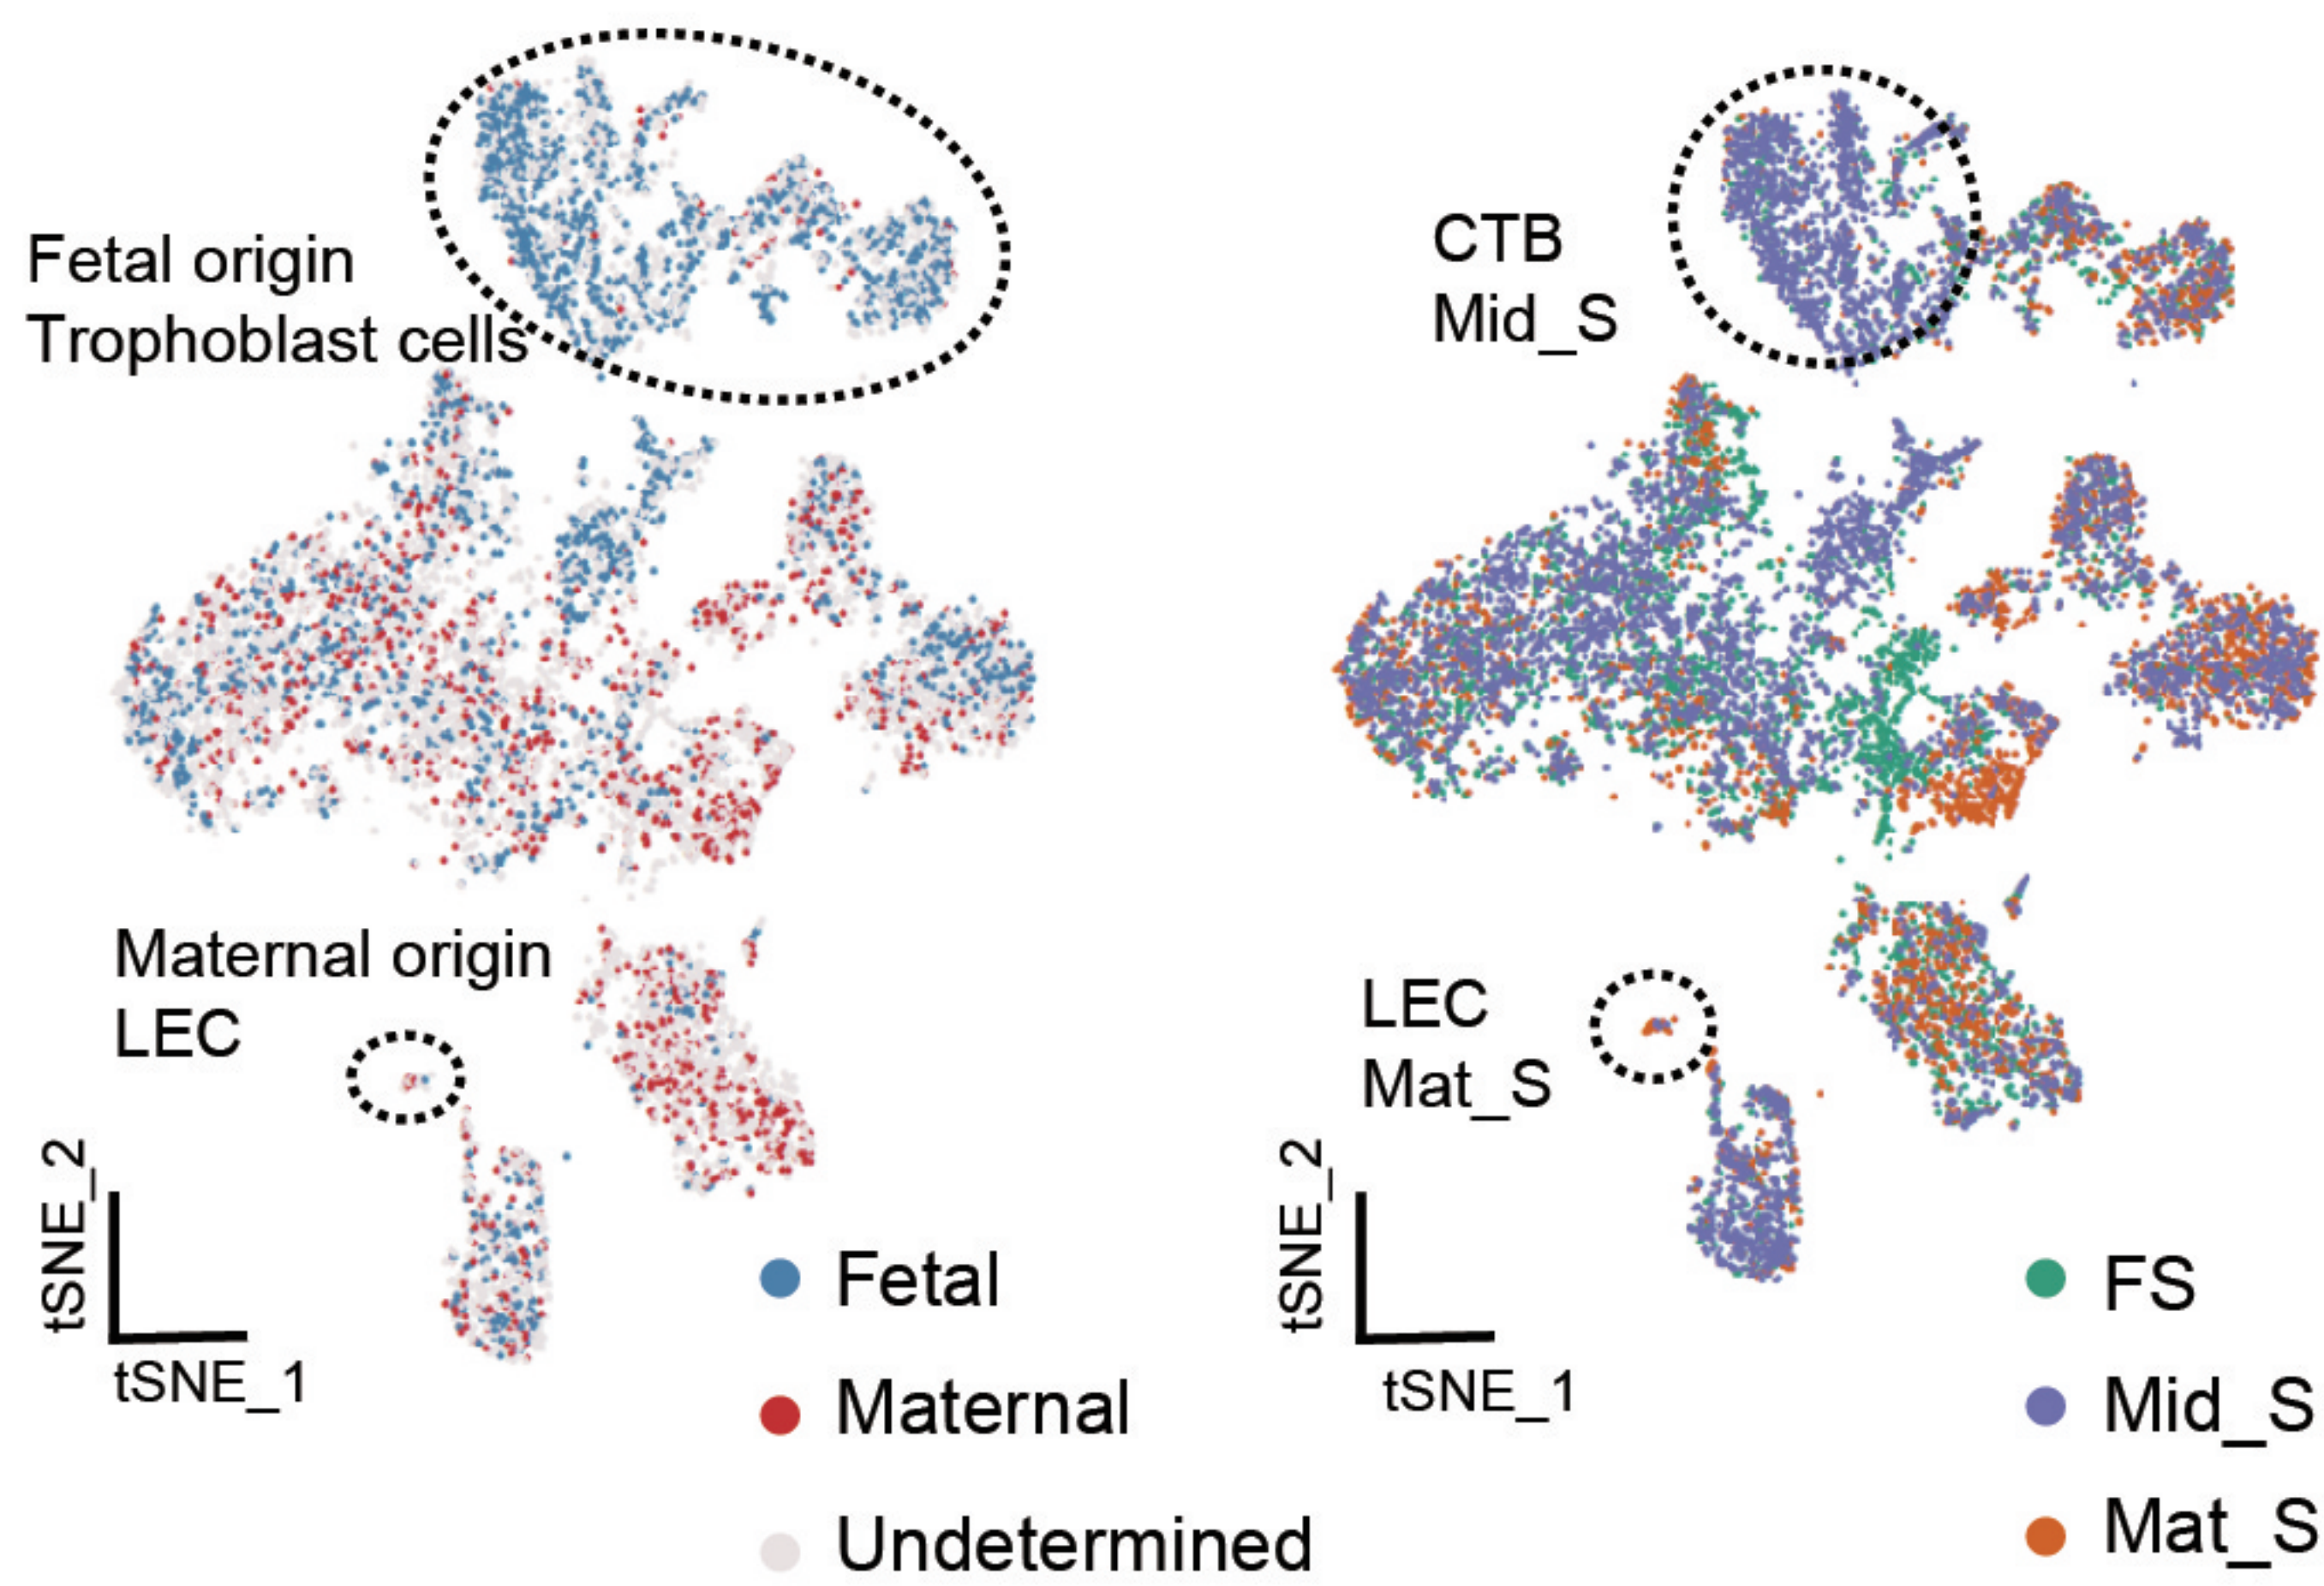 Fetal origin
Trophoblast cells
Maternal origin
LEC
tSNE_2
tSNE_1
Fetal
Maternal
Undetermined
CTB
Mid_S
LEC
Mat_S
tSNE_2
tSNE_1
FS
Mid_S
Mat_S